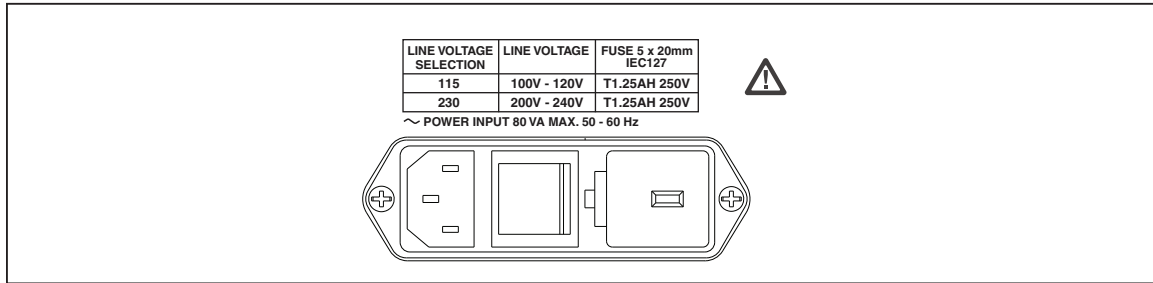 LINE VOLTAGE SELECTION LINE VOLTAGE FUSE 5 x 20mm IEC127
115 100V - 120V T1.25AH 250V
230 200V - 240V T1.25AH 250V
～ POWER INPUT 80 VA MAX. 50 - 60 Hz